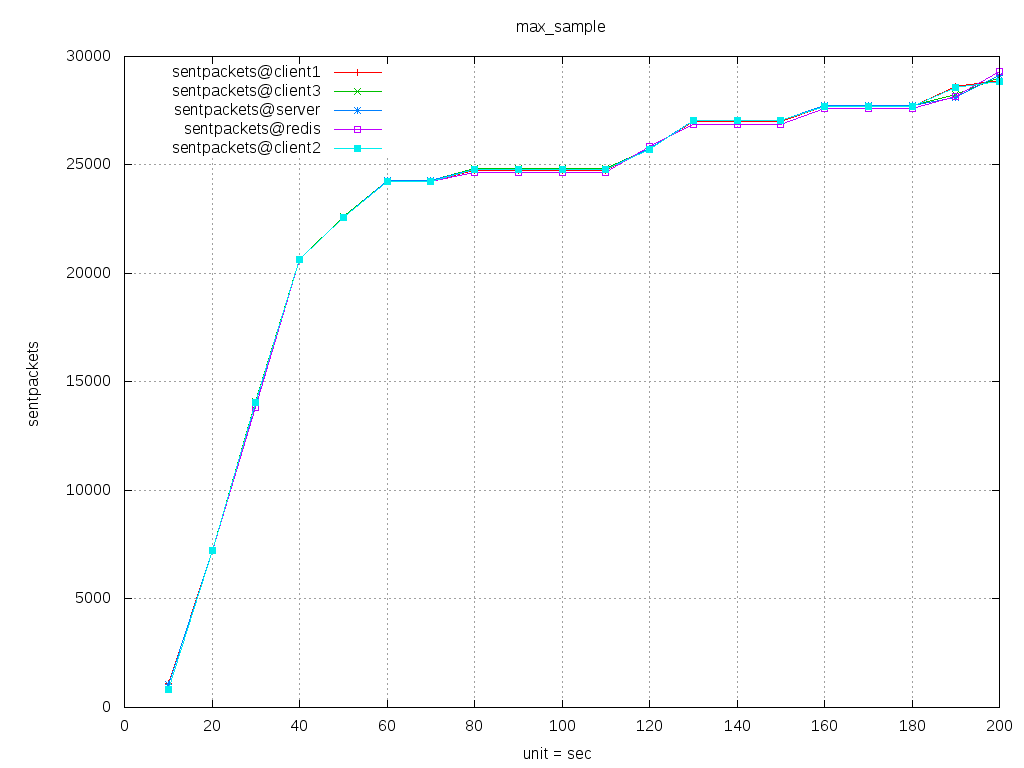 max_sample
30000
25000
20000
15000
10000
5000
0
sentpackets
sentpackets@client1
sentpackets@client3
sentpackets@server
sentpackets@redis
sentpackets@client2
0 20 40 60 80 100 120 140 160 180 200
unit = sec